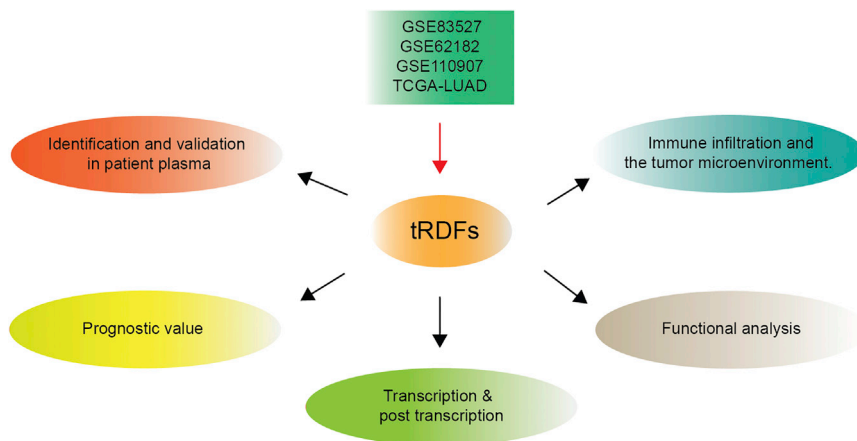 GSE83527
GSE62182
GSE110907
TCGA-LUAD
Identification and validation
in patient plasma
Immune infiltration and
the tumor microenvironment.
tRDFs
Prognostic value
Functional analysis
Transcription &
post transcription